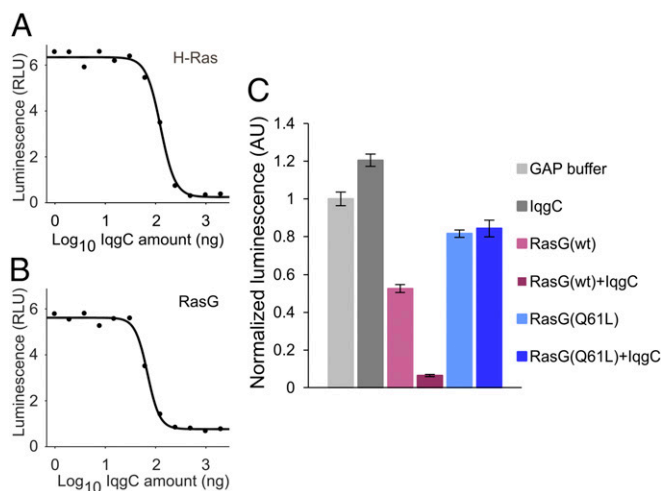 A
H-Ras
Luminescence (RLU)
6
4
2
0
0 1 2 3
Log10 IqgC amount (ng)
B
RasG
Luminescence (RLU)
6
4
2
0
0 1 2 3
Log10 IqgC amount (ng)
C
Normalized luminescence (AU)
1.4
1.2
1
0.8
0.6
0.4
0.2
0
GAP buffer
IqgC
RasG(wt)
RasG(wt)+IqgC
RasG(Q61L)
RasG(Q61L)+IqgC